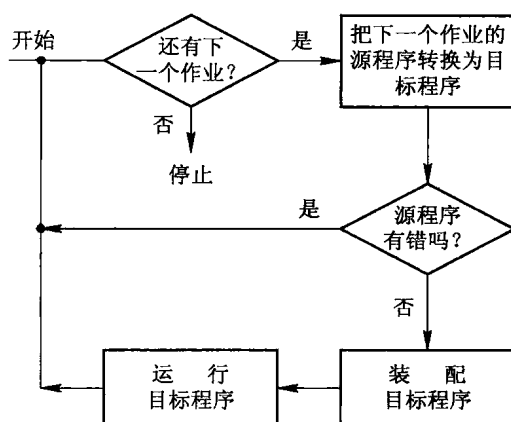 开始
还有下
一个作业？
是
把下一个作业的
源程序转换为目
标程序
否
停止
是
源程序
有错吗？
否
运 行
目标程序
装 配
目标程序